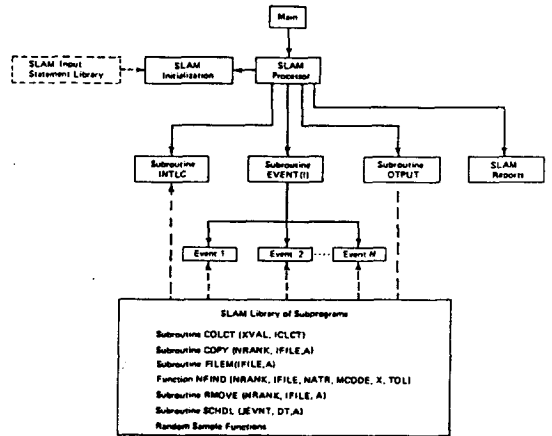 Main
SLAM Input
Statement Library
SLAM
Initialization
SLAM
Processor
Subroutine
INTLC
Subroutine
EVENT(I)
Subroutine
OTPUT
SLAM
Reports
Event 1
Event 2
Event N
SLAM Library of Subprograms
Subroutine COLCT (XVAL, ICLCT)
Subroutine COPY (NRANK, IFILE,A)
Subroutine FILEM(IFILE,A)
Function NFIND (NRANK, IFILE, NATR, MCODE, X, TOL)
Subroutine RMOVE (NRANK, IFILE, A)
Subroutine SCHDL (JEVNT, DT,A)
Random Sample Functions